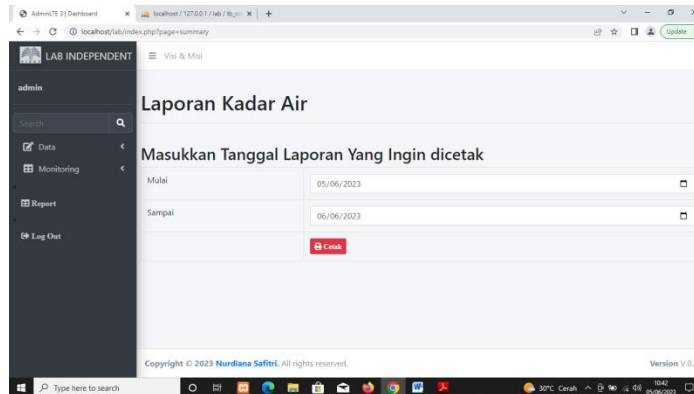 AdminLTE 3 | Dashboard
localhost / 127.0.0.1 / lab / tb_
localhost/lab/index.php?page=summary
Update
LAB INDEPENDENT
Visi & Misi
admin
Search
Data
Monitoring
Report
Log Out
Laporan Kadar Air
Masukkan Tanggal Laporan Yang Ingin dicetak
Mulai
05/06/2023
Sampai
06/06/2023
Cetak
Copyright © 2023 Nurdiana Safitri. All rights reserved.
Version V.0.
Type here to search
30°C Cerah
10:42
05/06/2023